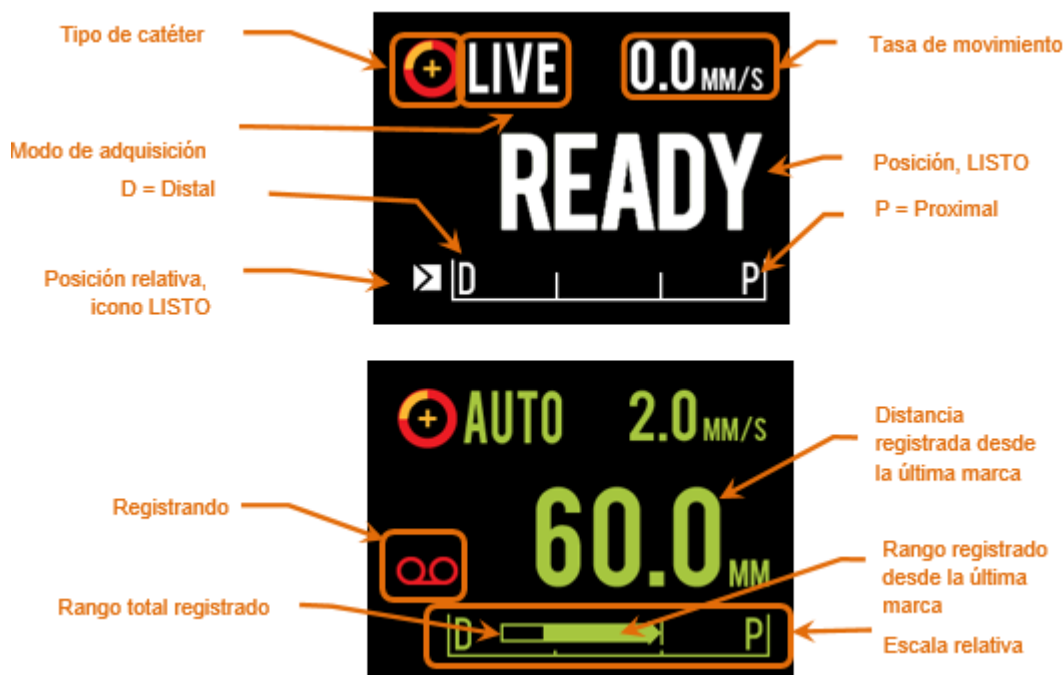 Tipo de catéter
LIVE
0.0 MM/S
Tasa de movimiento
Modo de adquisición
READY
Posición, LISTO
D = Distal
P = Proximal
Posición relativa,
icono LISTO
D
P
AUTO
2.0 MM/S
Distancia
registrada desde
la última marca
Registrando
60.0 MM
Rango registrado
desde la última
marca
Rango total registrado
D
P
Escala relativa